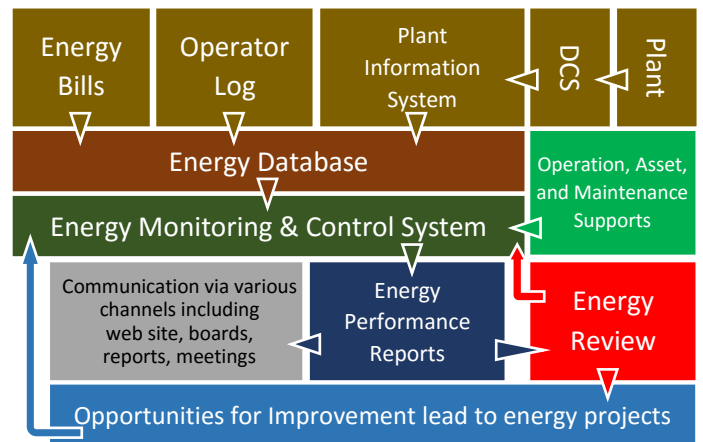 Energy
Bills
Operator
Log
Plant
Information
System
DCS
Plant
Energy Database
Operation, Asset,
and Maintenance
Supports
Energy Monitoring & Control System
Communication via various
channels including
web site, boards,
reports, meetings
Energy
Performance
Reports
Energy
Review
Opportunities for Improvement lead to energy projects